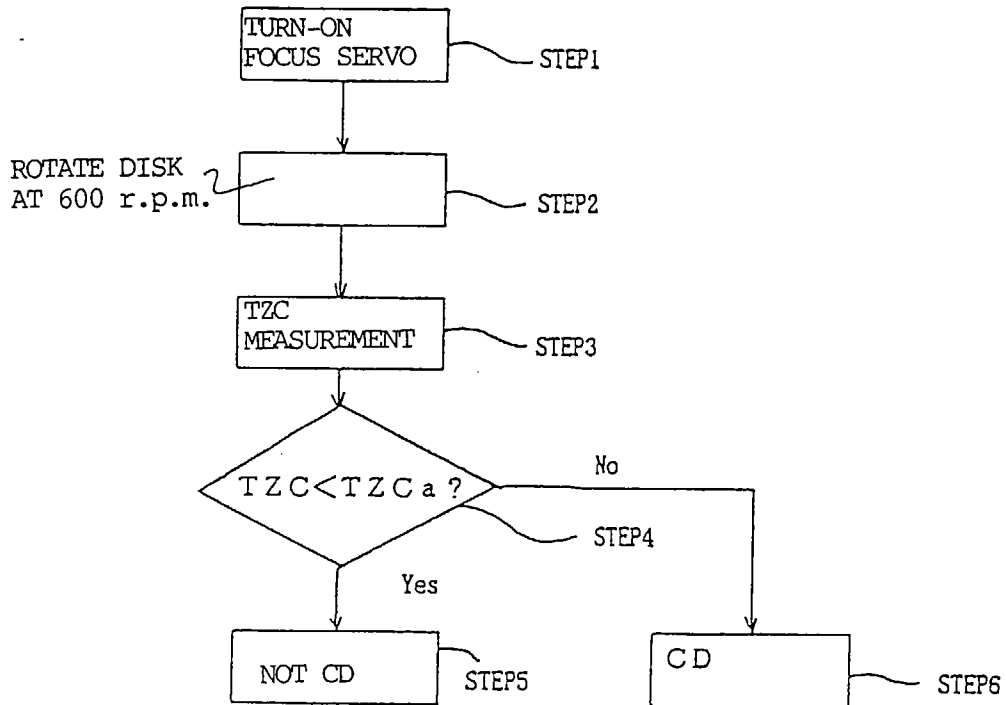 TURN-ON
FOCUS SERVO
STEP1
ROTATE DISK
AT 600 r.p.m.
STEP2
TZC
MEASUREMENT
STEP3
TZC<TZCa?
No
STEP4
Yes
NOT CD
STEP5
CD
STEP6